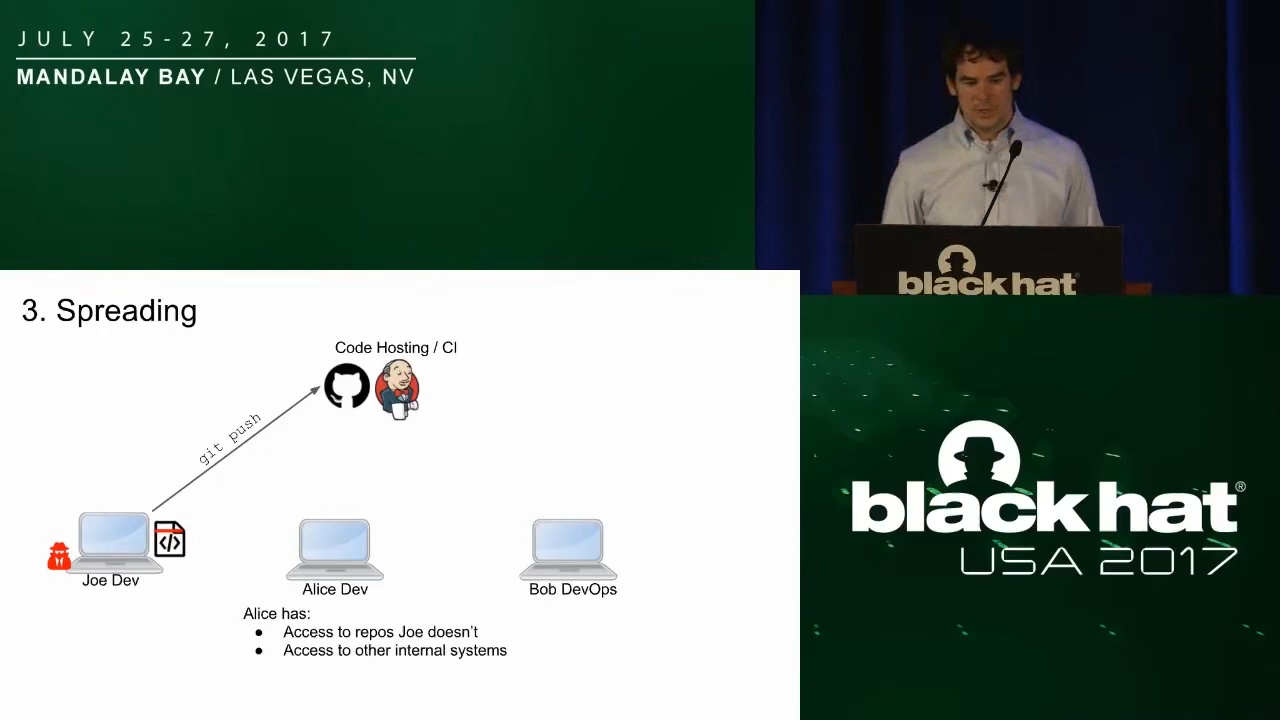 JULY 25-27, 2017
MANDALAY BAY / LAS VEGAS, NV
black hat
3. Spreading
Code Hosting / CI
git push
Joe Dev
Alice Dev
Bob DevOps
Alice has:
● Access to repos Joe doesn't
● Access to other internal systems
black hat®
USA 2017